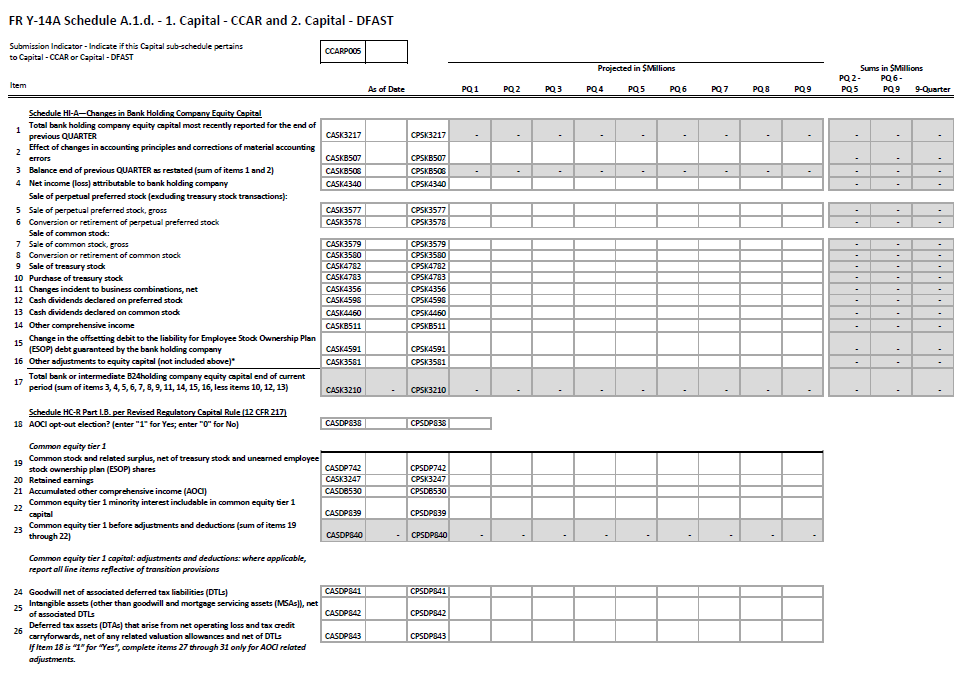 FR Y-14A Schedule A.1.d. - 1. Capital - CCAR and 2. Capital - DFAST
Submission Indicator - Indicate if this Capital sub-schedule pertains
to Capital - CCAR or Capital - DFAST
CCARP005
Projected in $Millions
Sums in $Millions
Item
As of Date PQ 1 PQ 2 PQ 3 PQ 4 PQ 5 PQ 6 PQ 7 PQ 8 PQ 9 PQ 2 - PQ 5 PQ 6 - PQ 9 9-Quarter
Schedule HI-A—Changes in Bank Holding Company Equity Capital
1 Total bank holding company equity capital most recently reported for the end of
previous QUARTER CASK3217 CPSK3217 - - - - - - - - - - - -
2 Effect of changes in accounting principles and corrections of material accounting
errors CASKB507 CPSKB507 - - -
3 Balance end of previous QUARTER as restated (sum of items 1 and 2) CASKB508 CPSKB508 - - - - - - - - - - - -
4 Net income (loss) attributable to bank holding company CASK4340 CPSK4340 - - -
Sale of perpetual preferred stock (excluding treasury stock transactions):
5 Sale of perpetual preferred stock, gross CASK3577 CPSK3577 - - -
6 Conversion or retirement of perpetual preferred stock CASK3578 CPSK3578 - - -
Sale of common stock:
7 Sale of common stock, gross CASK3579 CPSK3579 - - -
8 Conversion or retirement of common stock CASK3580 CPSK3580 - - -
9 Sale of treasury stock CASK4782 CPSK4782 - - -
10 Purchase of treasury stock CASK4783 CPSK4783 - - -
11 Changes incident to business combinations, net CASK4356 CPSK4356 - - -
12 Cash dividends declared on preferred stock CASK4598 CPSK4598 - - -
13 Cash dividends declared on common stock CASK4460 CPSK4460 - - -
14 Other comprehensive income CASKB511 CPSKB511 - - -
15 Change in the offsetting debit to the liability for Employee Stock Ownership Plan
(ESOP) debt guaranteed by the bank holding company CASK4591 CPSK4591 - - -
16 Other adjustments to equity capital (not included above)* CASK3581 CPSK3581 - - -
17 Total bank or intermediate B24holding company equity capital end of current
period (sum of items 3, 4, 5, 6, 7, 8, 9, 11, 14, 15, 16, less items 10, 12, 13) CASK3210 - CPSK3210 - - - - - - - - - - - -
Schedule HC-R Part I.B. per Revised Regulatory Capital Rule (12 CFR 217)
18 AOCI opt-out election? (enter "1" for Yes; enter "0" for No) CASDP838 CPSDP838
Common equity tier 1
19 Common stock and related surplus, net of treasury stock and unearned employee
stock ownership plan (ESOP) shares CASDP742 CPSDP742
20 Retained earnings CASK3247 CPSK3247
21 Accumulated other comprehensive income (AOCI) CASDB530 CPSDB530
22 Common equity tier 1 minority interest includable in common equity tier 1
capital CASDP839 CPSDP839
23 Common equity tier 1 before adjustments and deductions (sum of items 19
through 22) CASDP840 - CPSDP840 - - - - - - - - -
Common equity tier 1 capital: adjustments and deductions: where applicable,
report all line items reflective of transition provisions
24 Goodwill net of associated deferred tax liabilities (DTLs) CASDP841 CPSDP841
25 Intangible assets (other than goodwill and mortgage servicing assets (MSAs)), net
of associated DTLs CASDP842 CPSDP842
26 Deferred tax assets (DTAs) that arise from net operating loss and tax credit
carryforwards, net of any related valuation allowances and net of DTLs CASDP843 CPSDP843
If Item 18 is “1” for “Yes”, complete items 27 through 31 only for AOCI related
adjustments.